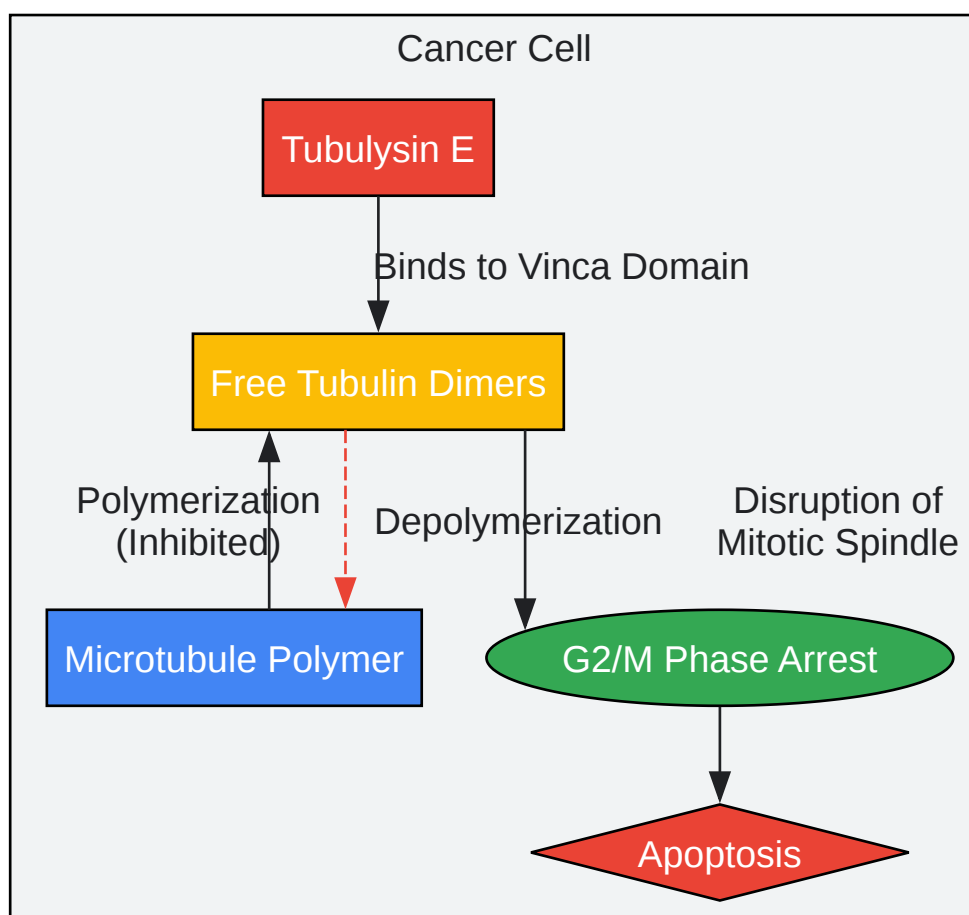 Cancer Cell
Tubulysin E
Binds to Vinca Domain
Free Tubulin Dimers
Polymerization
(Inhibited)
Depolymerization
Disruption of
Mitotic Spindle
Microtubule Polymer
G2/M Phase Arrest
Apoptosis